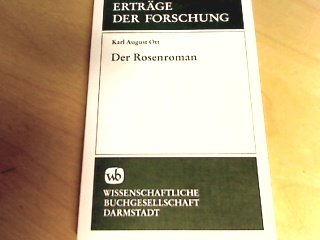 ERTRÄGE
DER FORSCHUNG
Karl August Ott
Der Rosenroman
wb
WISSENSCHAFTLICHE
BUCHGESELLSCHAFT
DARMSTADT